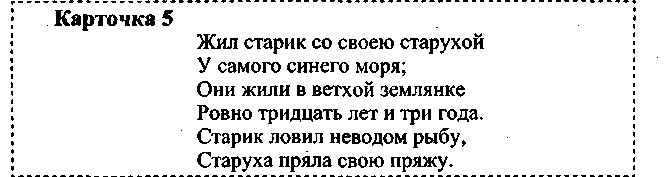 Карточка 5
Жил старик со своею старухой
У самого синего моря;
Они жили в ветхой землянке
Ровно тридцать лет и три года.
Старик ловил неводом рыбу,
Старуха пряла свою пряжу.